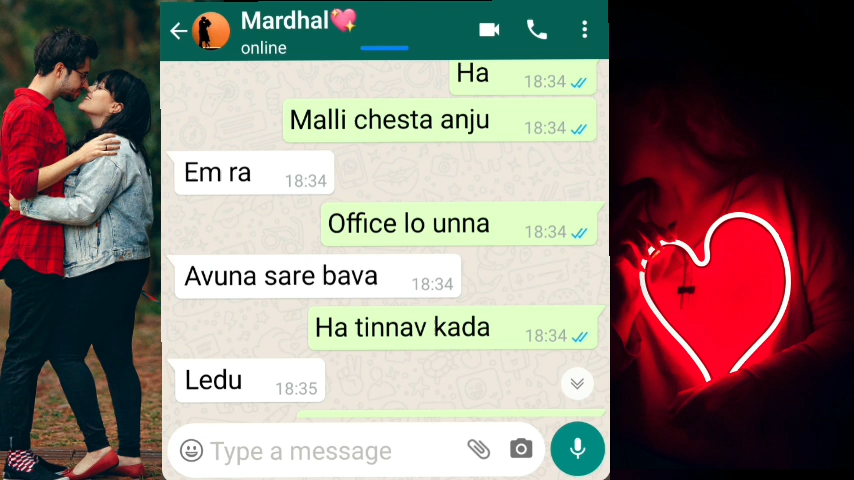 Mardhal💖
online
Ha 18:34
Malli chesta anju 18:34
Em ra 18:34
Office lo unna 18:34
Avuna sare bava 18:34
Ha tinnav kada 18:34
Ledu 18:35
Type a message